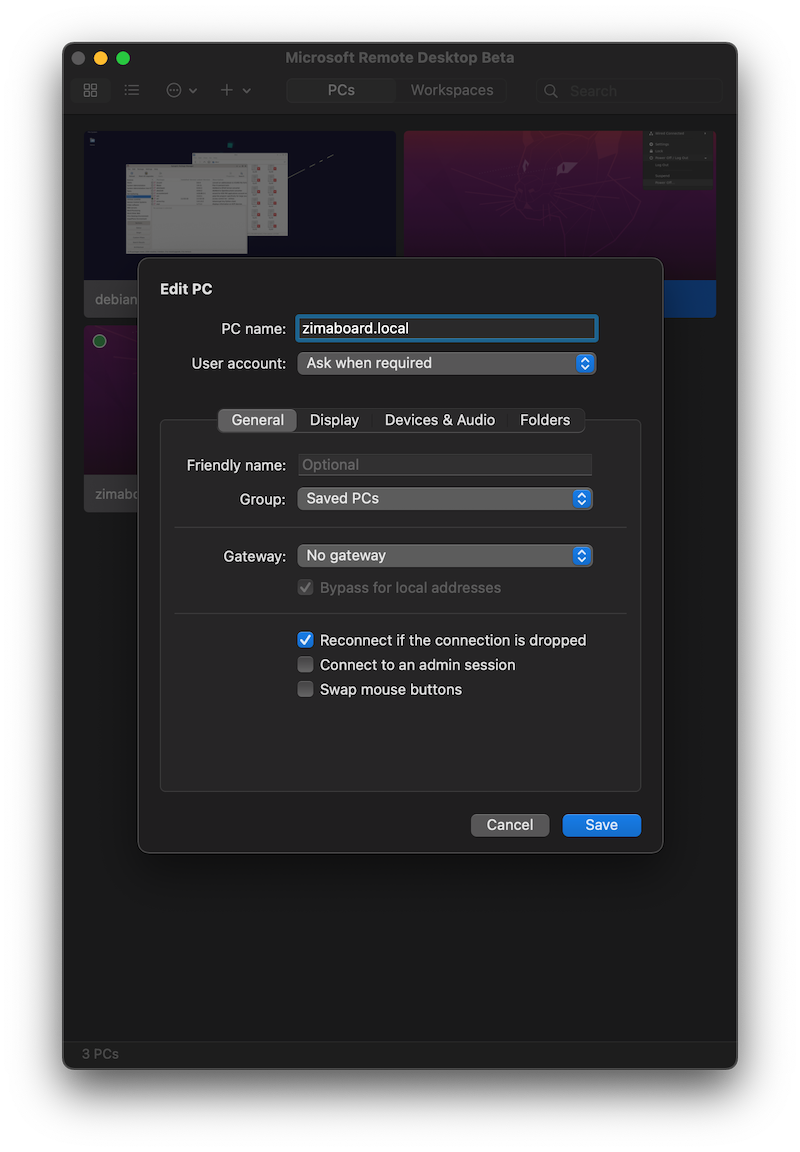 Microsoft Remote Desktop Beta
PCs Workspaces Search
debian
Edit PC
PC name: zimaboard.local
User account: Ask when required
General Display Devices & Audio Folders
Friendly name: Optional
Group: Saved PCs
zimabo
Gateway: No gateway
Bypass for local addresses
Reconnect if the connection is dropped
Connect to an admin session
Swap mouse buttons
Cancel Save
3 PCs